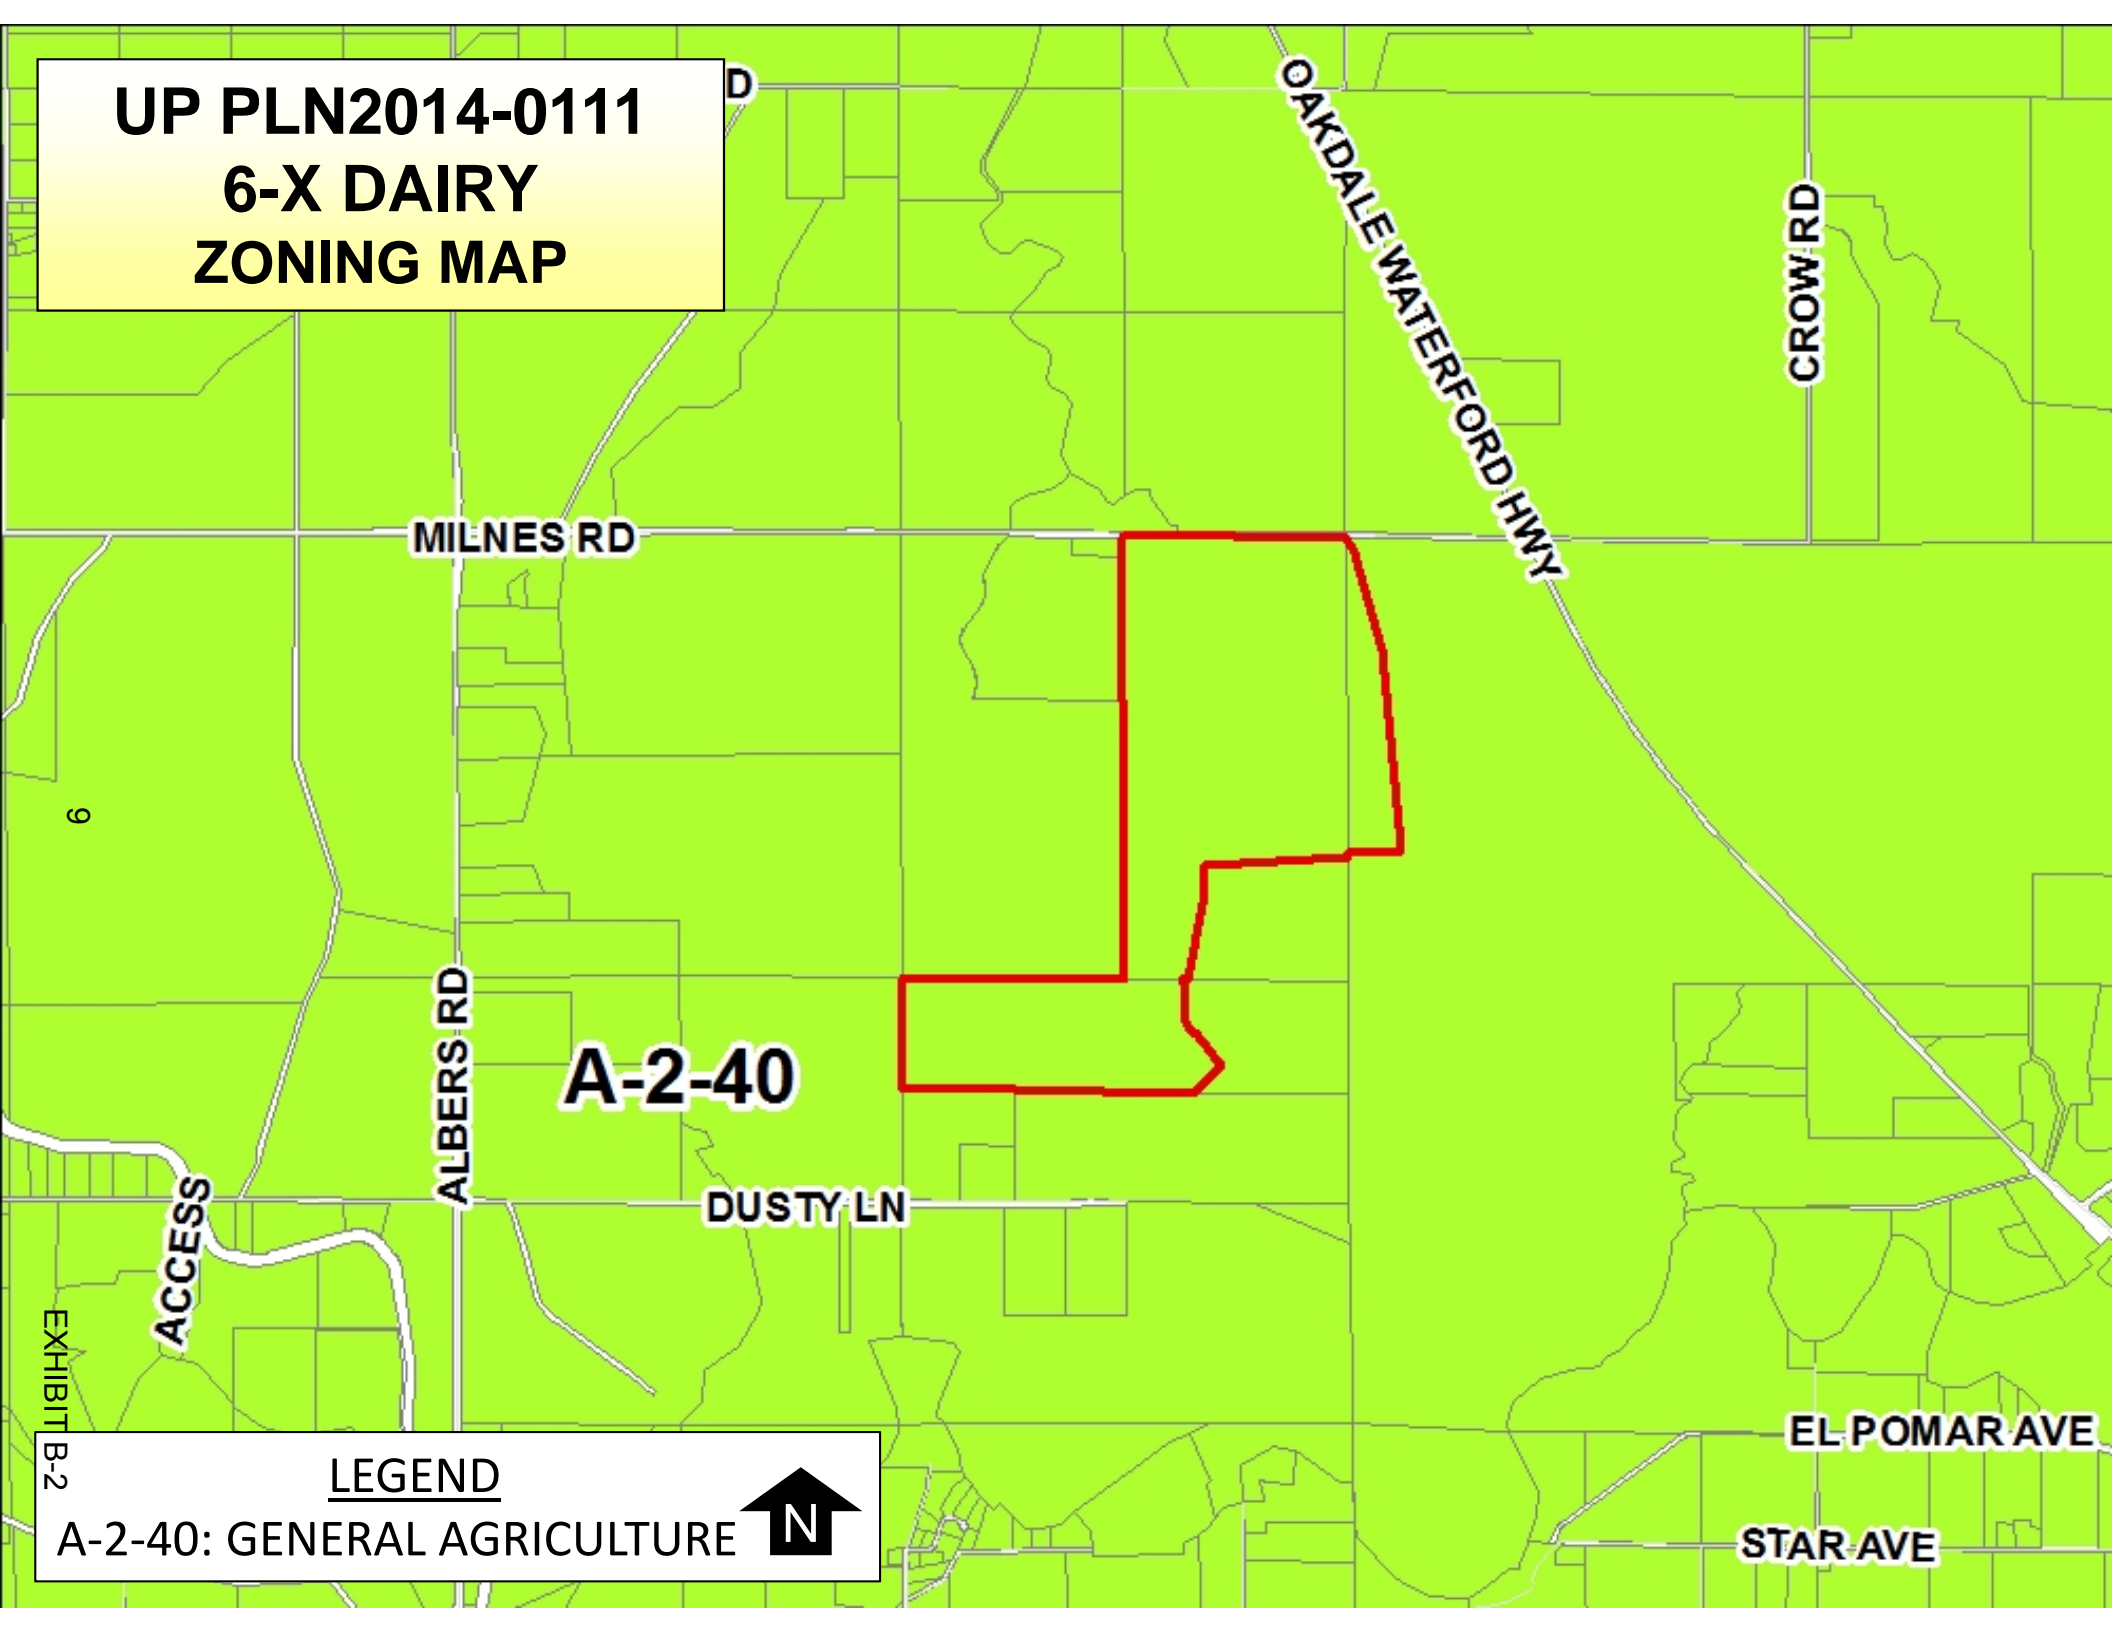 UP PLN2014-0111
6-X DAIRY
ZONING MAP
D
OAKDALE WATERFORD HWY
CROW RD
MILNES RD
9
ALBERS RD
A-2-40
DUSTY LN
ACCESS
EXHIBIT B-2
EL POMAR AVE
STAR AVE
LEGEND
A-2-40: GENERAL AGRICULTURE
N